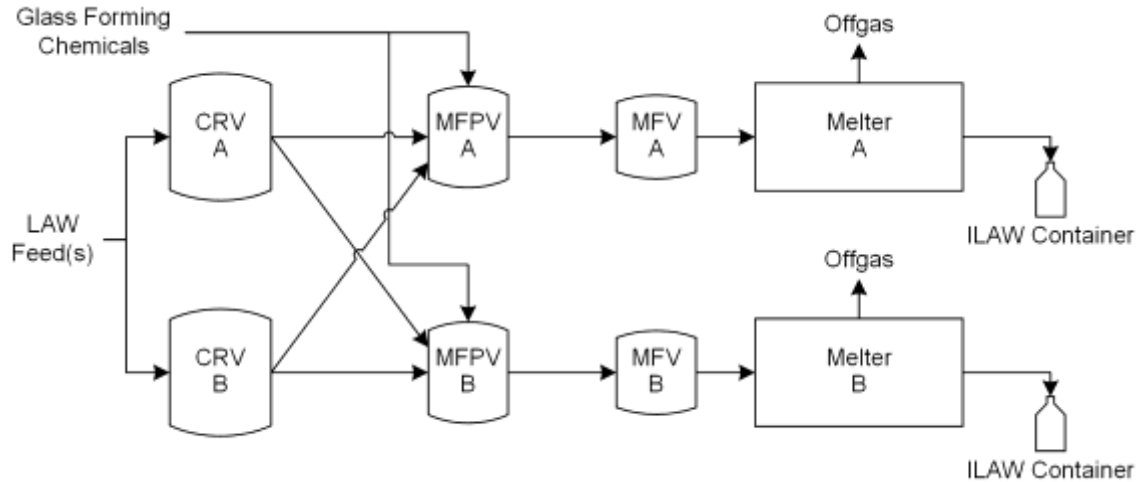 Glass Forming
Chemicals
Offgas
CRV
A
MFPV
A
MFV
A
Melter
A
ILAW Container
LAW
Feed(s)
Offgas
CRV
B
MFPV
B
MFV
B
Melter
B
ILAW Container